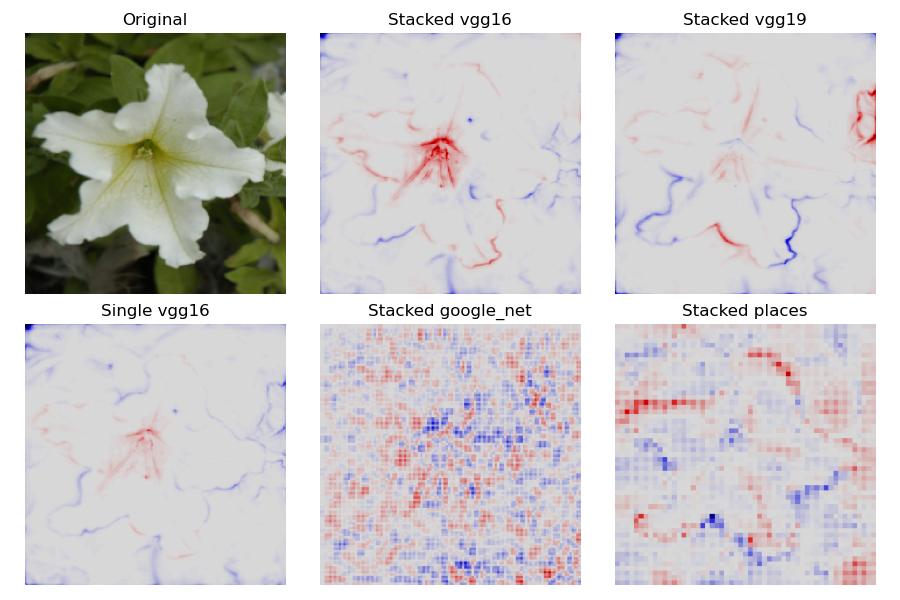 Original
Stacked vgg16
Stacked vgg19
Single vgg16
Stacked google_net
Stacked places